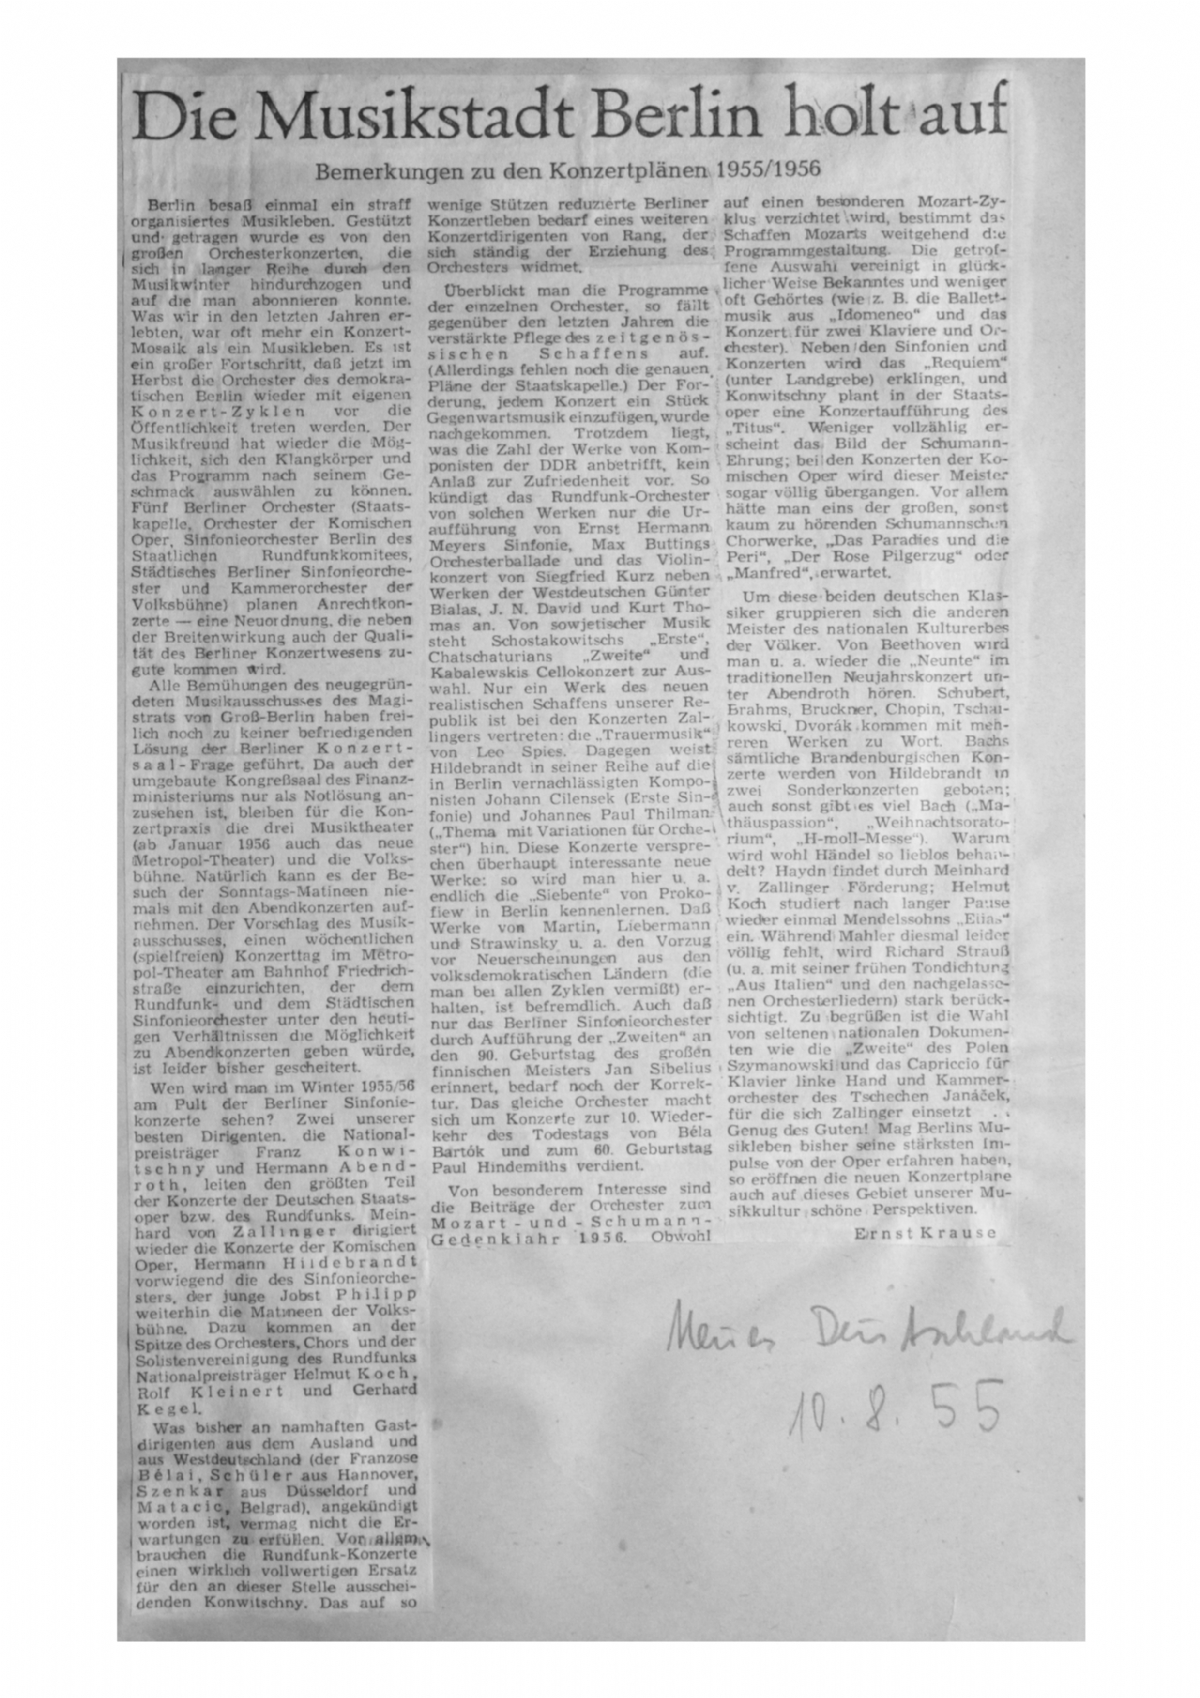 Die Musikstadt Berlin holt auf
Bemerkungen zu den Konzertplänen 1955/1956
Berlin besaß einmal ein straff
organisiertes Musikleben. Gestützt
und getragen wurde es von den
großen Orchesterkonzerten, die
sich in langer Reihe durch den
Musikwinter hindurchzogen und
auf die man abonnieren konnte.
Was wir in den letzten Jahren er-
lebten, war oft mehr ein Konzert-
Mosaik als ein Musikleben. Es ist
ein großer Fortschritt, daß jetzt im
Herbst die Orchester des demokra-
tischen Berlin wieder mit eigenen
Konzert-Zyklen vor die
Öffentlichkeit treten werden. Der
Musikfreund hat wieder die Mög-
lichkeit, sich den Klangkörper und
das Programm nach seinem Ge-
schmack auswählen zu können.
Fünf Berliner Orchester (Staats-
kapelle, Orchester der Komischen
Oper, Sinfonieorchester Berlin des
Staatlichen Rundfunkkomitees,
Städtisches Berliner Sinfonieorche-
ster und Kammerorchester der
Volksbühne) planen Anrechtkon-
zerte — eine Neuordnung, die neben
der Breitenwirkung auch der Quali-
tät des Berliner Konzertwesens zu-
gute kommen wird.
Alle Bemühungen des neugegrün-
deten Musikausschusses des Magi-
strats von Groß-Berlin haben frei-
lich noch zu keiner befriedigenden
Lösung der Berliner Konzert-
saal-Frage geführt. Da auch der
umgebaute Kongreßsaal des Finanz-
ministeriums nur als Notlösung an-
zusehen ist, bleiben für die Kon-
zertpraxis die drei Musiktheater
(ab Januar 1956 auch das neue
Metropol-Theater) und die Volks-
bühne. Natürlich kann es der Be-
such der Sonntags-Matineen nie-
mals mit den Abendkonzerten auf-
nehmen. Der Vorschlag des Musik-
ausschusses, einen wöchentlichen
(spielfreien) Konzerttag im Metro-
pol-Theater am Bahnhof Friedrich-
straße einzurichten, der dem
Rundfunk- und dem Städtischen
Sinfonieorchester unter den heuti-
gen Verhältnissen die Möglichkeit
zu Abendkonzerten geben würde,
ist leider bisher gescheitert.
Wen wird man im Winter 1955/56
am Pult der Berliner Sinfonie-
konzerte sehen? Zwei unserer
besten Dirigenten, die National-
preisträger Franz Konwi-
tschny und Hermann Abend-
roth, leiten den größten Teil
der Konzerte der Deutschen Staats-
oper bzw. des Rundfunks. Mein-
hard von Zallinger dirigiert
wieder die Konzerte der Komischen
Oper, Hermann Hildebrandt
vorwiegend die des Sinfonieorche-
sters, der junge Jobst Philipp
weiterhin die Matineen der Volks-
bühne. Dazu kommen an der
Spitze des Orchesters, Chors und der
Solistenvereinigung des Rundfunks
Nationalpreisträger Helmut Koch,
Rolf Kleinert und Gerhard
Kegel.
Was bisher an namhaften Gast-
dirigenten aus dem Ausland und
aus Westdeutschland (der Franzose
Bélai, Schüler aus Hannover,
Szenkar aus Düsseldorf und
Matacic, Belgrad), angekündigt
worden ist, vermag nicht die Er-
wartungen zu erfüllen. Vor allem
brauchen die Rundfunk-Konzerte
einen wirklich vollwertigen Ersatz
für den an dieser Stelle ausschei-
denden Konwitschny. Das auf so
wenige Stützen reduzierte Berliner
Konzertleben bedarf eines weiteren
Konzertdirigenten von Rang, der
sich ständig der Erziehung des
Orchesters widmet.
Überblickt man die Programme
der einzelnen Orchester, so fällt
gegenüber den letzten Jahren die
verstärkte Pflege des zeitgenös-
sischen Schaffens auf.
(Allerdings fehlen noch die genauen
Pläne der Staatskapelle.) Der For-
derung, jedem Konzert ein Stück
Gegenwartsmusik einzufügen, wurde
nachgekommen. Trotzdem liegt,
was die Zahl der Werke von Kom-
ponisten der DDR anbetrifft, kein
Anlaß zur Zufriedenheit vor. So
kündigt das Rundfunk-Orchester
von solchen Werken nur die Ur-
aufführung von Ernst Hermann
Meyers Sinfonie, Max Buttings
Orchesterballade und das Violin-
konzert von Siegfried Kurz neben
Werken der Westdeutschen Günter
Bialas, J. N. David und Kurt Tho-
mas an. Von sowjetischer Musik
steht Schostakowitschs „Erste“,
Chatschaturians „Zweite“ und
Kabalewskis Cellokonzert zur Aus-
wahl. Nur ein Werk des neuen
realistischen Schaffens unserer Re-
publik ist bei den Konzerten Zal-
lingers vertreten: die „Trauermusik“
von Leo Spies. Dagegen weist
Hildebrandt in seiner Reihe auf die
in Berlin vernachlässigten Kompo-
nisten Johann Cilensek (Erste Sin-
fonie) und Johannes Paul Thilman
(„Thema mit Variationen für Orche-
ster“) hin. Diese Konzerte verspre-
chen überhaupt interessante neue
Werke: so wird man hier u. a.
endlich die „Siebente“ von Proko-
fiew in Berlin kennenlernen. Daß
Werke von Martin, Liebermann
und Strawinsky u. a. den Vorzug
vor Neuerscheinungen aus den
volksdemokratischen Ländern (die
man bei allen Zyklen vermißt) er-
halten, ist befremdlich. Auch daß
nur das Berliner Sinfonieorchester
durch Aufführung der „Zweiten“ an
den 90. Geburtstag des großen
finnischen Meisters Jan Sibelius
erinnert, bedarf noch der Korrek-
tur. Das gleiche Orchester macht
sich um Konzerte zur 10. Wieder-
kehr des Todestags von Béla
Bartók und zum 60. Geburtstag
Paul Hindemiths verdient.
Von besonderem Interesse sind
die Beiträge der Orchester zum
Mozart-und-Schumann-
Gedenkjahr 1956. Obwohl
auf einen besonderen Mozart-Zy-
klus verzichtet wird, bestimmt das
Schaffen Mozarts weitgehend die
Programmgestaltung. Die getrof-
fene Auswahl vereinigt in glück-
licher Weise Bekanntes und weniger
oft Gehörtes (wie z. B. die Ballett-
musik aus „Idomeneo“ und das
Konzert für zwei Klaviere und Or-
chester). Neben den Sinfonien und
Konzerten wird das „Requiem“
(unter Landgrebe) erklingen, und
Konwitschny plant in der Staats-
oper eine Konzertaufführung des
„Titus“. Weniger vollzählig er-
scheint das Bild der Schumann-
Ehrung; bei den Konzerten der Ko-
mischen Oper wird dieser Meister
sogar völlig übergangen. Vor allem
hätte man eins der großen, sonst
kaum zu hörenden Schumannschen
Chorwerke, „Das Paradies und die
Peri“, „Der Rose Pilgerzug“ oder
„Manfred“, erwartet.
Um diese beiden deutschen Klas-
siker gruppieren sich die anderen
Meister des nationalen Kulturerbes
der Völker. Von Beethoven wird
man u. a. wieder die „Neunte“ im
traditionellen Neujahrskonzert un-
ter Abendroth hören. Schubert,
Brahms, Bruckner, Chopin, Tschai-
kowski, Dvorák kommen mit meh-
reren Werken zu Wort. Bachs
sämtliche Brandenburgischen Kon-
zerte werden von Hildebrandt in
zwei Sonderkonzerten geboten;
auch sonst gibt es viel Bach („Ma-
thäuspassion“, „Weihnachtsorato-
rium“, „H-moll-Messe“). Warum
wird wohl Händel so lieblos behan-
delt? Haydn findet durch Meinhard
v. Zallinger Förderung; Helmut
Koch studiert nach langer Pause
wieder einmal Mendelssohns „Elias“
ein. Während Mahler diesmal leider
völlig fehlt, wird Richard Strauß
(u. a. mit seiner frühen Tondichtung
„Aus Italien“ und den nachgelasse-
nen Orchesterliedern) stark berück-
sichtigt. Zu begrüßen ist die Wahl
von seltenen nationalen Dokumen-
ten wie die „Zweite“ des Polen
Szymanowski und das Capriccio für
Klavier linke Hand und Kammer-
orchester des Tschechen Janáček,
für die sich Zallinger einsetzt . . .
Genug des Guten! Mag Berlins Mu-
sikleben bisher seine stärksten Im-
pulse von der Oper erfahren haben,
so eröffnen die neuen Konzertpläne
auch auf dieses Gebiet unserer Mu-
sikkultur schöne Perspektiven.
Ernst Krause
Neues Deutschland
10. 8. 55